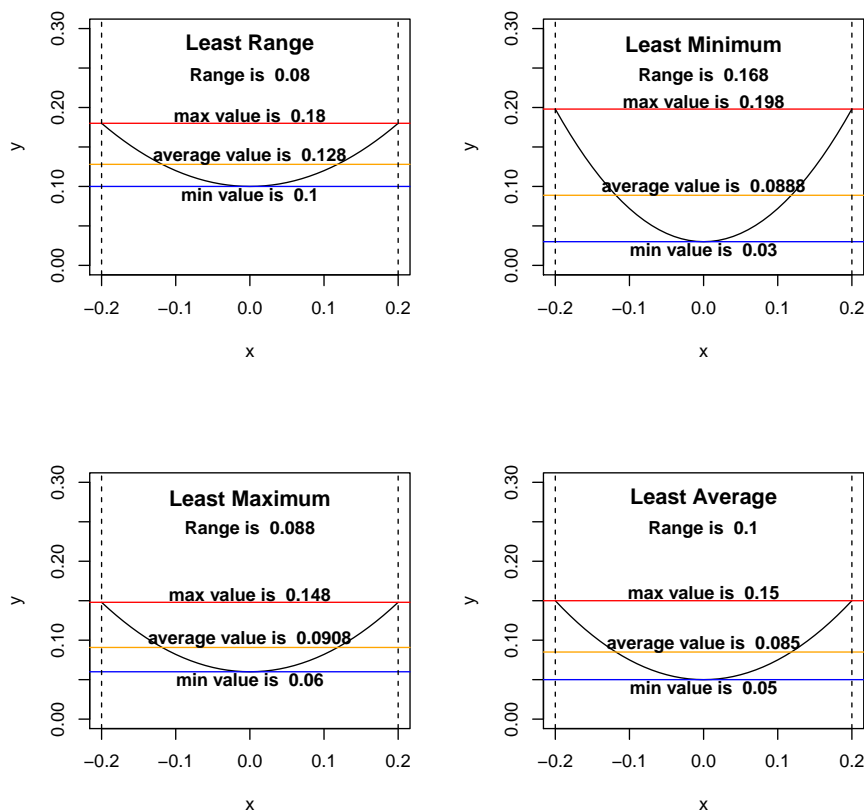 Least Range
Range is 0.08
max value is 0.18
average value is 0.128
min value is 0.1
y
0.00 0.10 0.20 0.30
−0.2 −0.1 0.0 0.1 0.2
x
Least Minimum
Range is 0.168
max value is 0.198
average value is 0.0888
min value is 0.03
y
0.00 0.10 0.20 0.30
−0.2 −0.1 0.0 0.1 0.2
x
Least Maximum
Range is 0.088
max value is 0.148
average value is 0.0908
min value is 0.06
y
0.00 0.10 0.20 0.30
−0.2 −0.1 0.0 0.1 0.2
x
Least Average
Range is 0.1
max value is 0.15
average value is 0.085
min value is 0.05
y
0.00 0.10 0.20 0.30
−0.2 −0.1 0.0 0.1 0.2
x